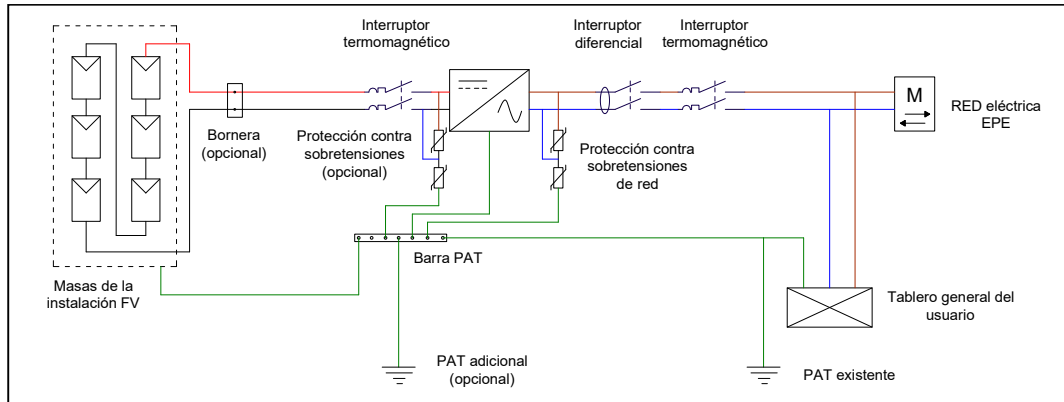 Interruptor
termomagnético
Interruptor
diferencial
Interruptor
termomagnético
M
RED eléctrica
EPE
Bornera
(opcional)
Protección contra
sobretensiones
(opcional)
Protección contra
sobretensiones
de red
Barra PAT
Masas de la
instalación FV
Tablero general del
usuario
PAT adicional
(opcional)
PAT existente